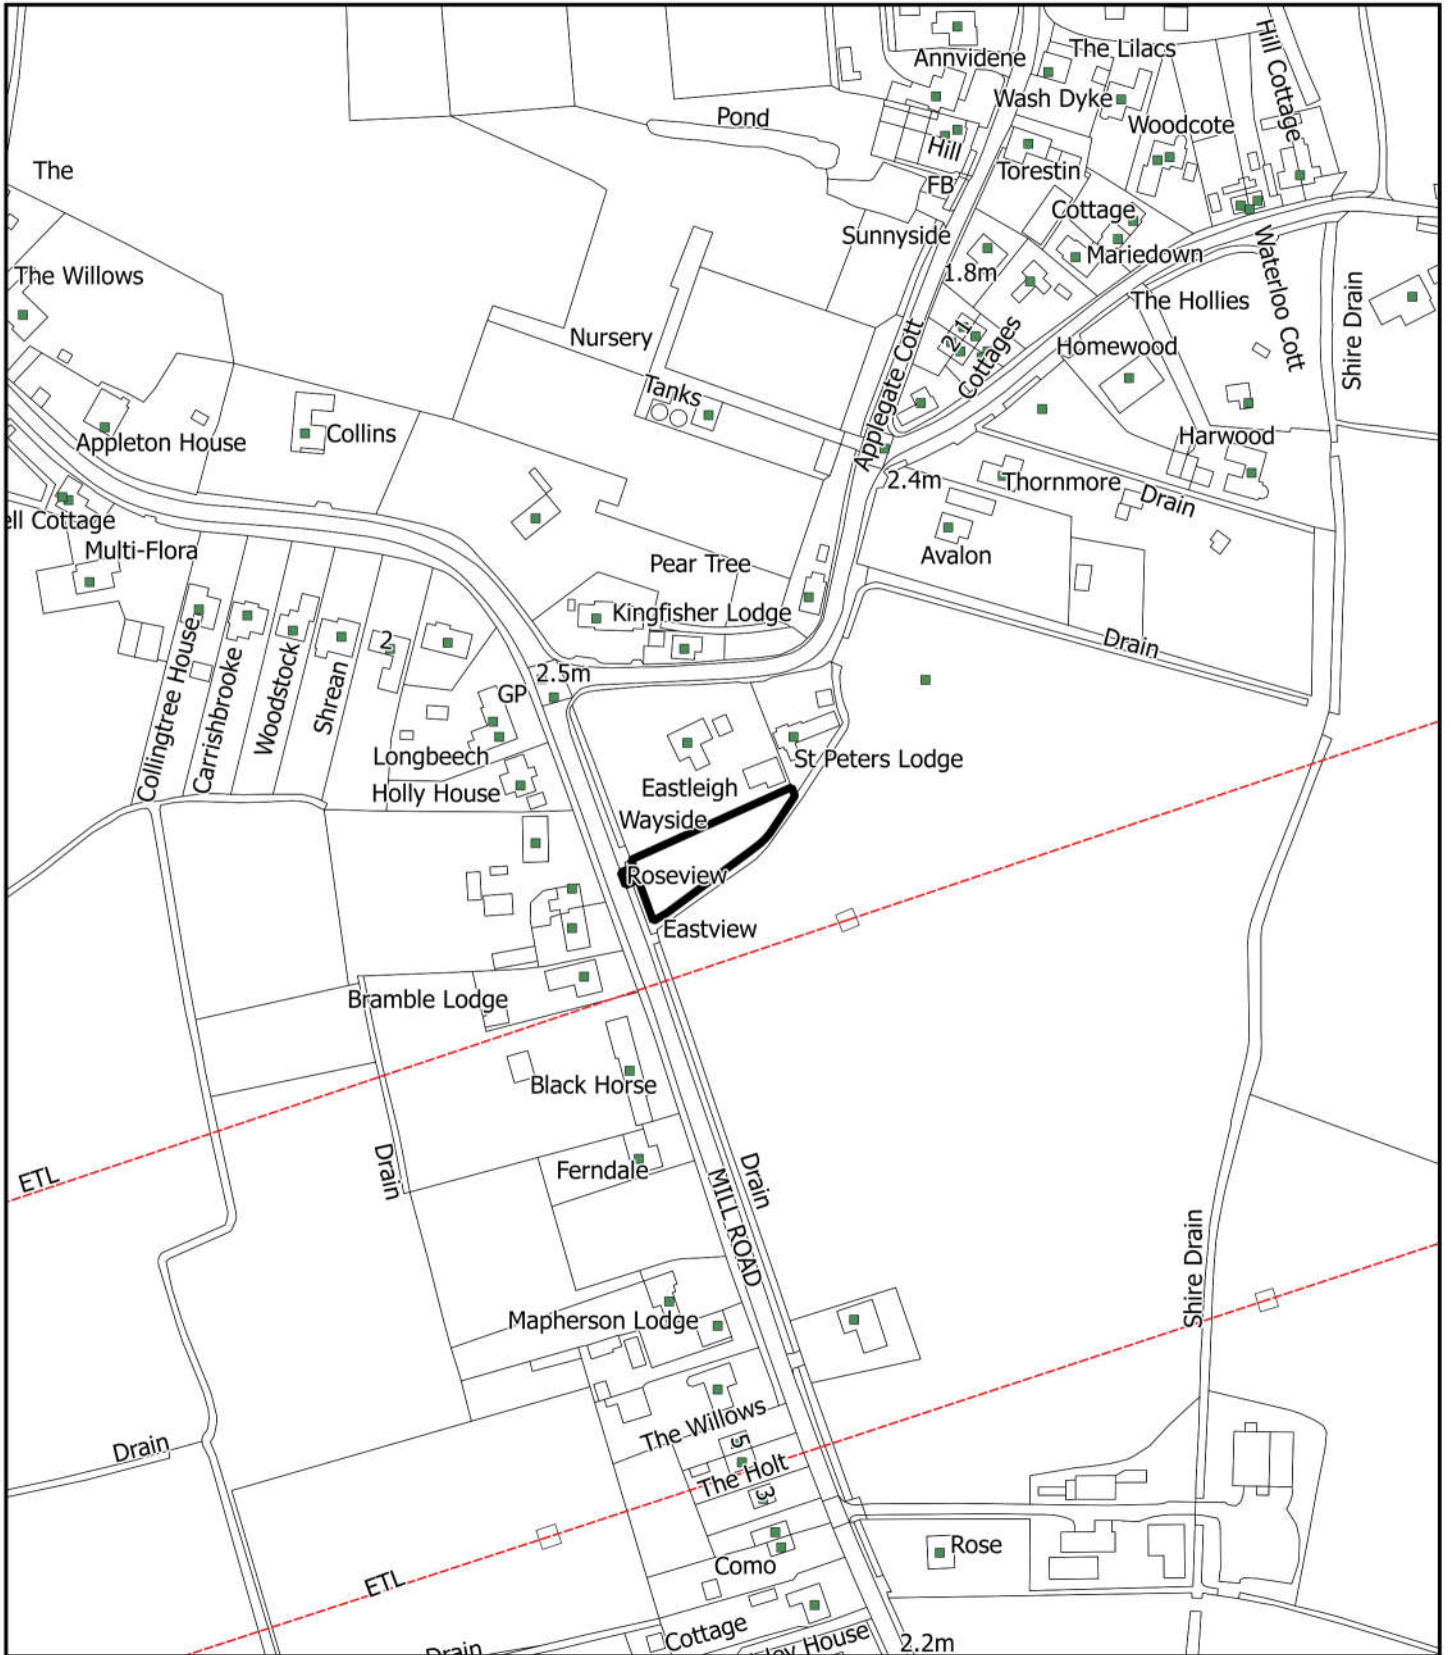 Annvidene
The Lilacs
Hill Cottage
Wash Dyke
Pond
Woodcote
Hill
The
Torestin
FB
Cottage
Sunnyside
Mariedown
Waterloo Cott
The Willows
1.8m
The Hollies
Shire Drain
Nursery
2
1
Cottages
Homewood
Applegate Cott
Tanks
Appleton House
Collins
Harwood
2.4m
Thornmore
Drain
ell Cottage
Multi-Flora
Avalon
Pear Tree
Kingfisher Lodge
Collingtree House
Carrishbrooke
Woodstock
Shrean
2
Drain
2.5m
GP
Longbeech
St Peters Lodge
Holly House
Eastleigh
Wayside
Roseview
Eastview
Bramble Lodge
Black Horse
ETL
Drain
Ferndale
Drain
MILL ROAD
Shire Drain
Mapherson Lodge
The Willows
Drain
5
The Holt
3
Rose
Como
ETL
Cottage
Drain
ley House
2.2m